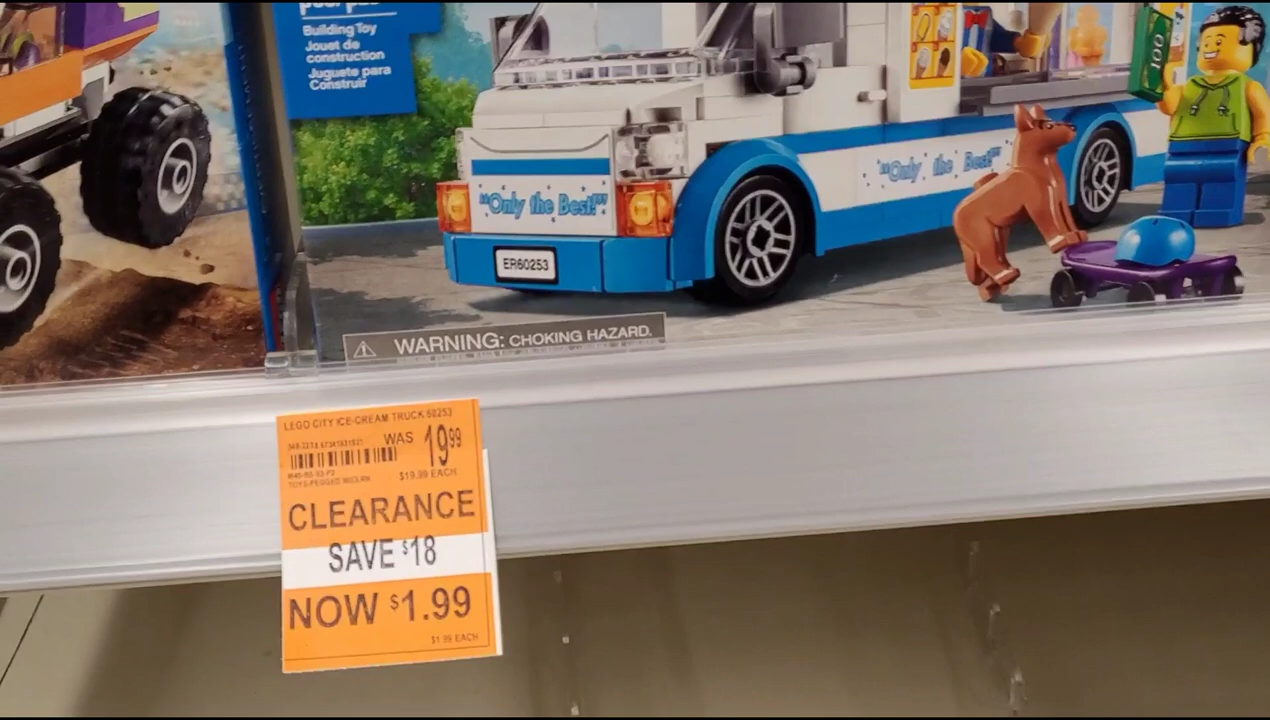 Building Toy
Jouet de
construction
Juguete para
Construir
100
"Only the Best!"
"Only the Best!"
ER60253
WARNING: CHOKING HAZARD.
LEGO CITY ICE-CREAM TRUCK 60253
WAS 19.99
$19.99 EACH
CLEARANCE
SAVE $18
NOW $1.99
$1.99 EACH